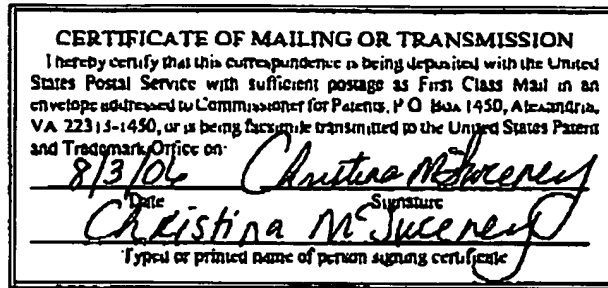 CERTIFICATE OF MAILING OR TRANSMISSION
I hereby certify that this correspondence is being deposited with the United
States Postal Service with sufficient postage as First Class Mail in an
envelope addressed to Commissioner for Patents, P O Box 1450, Alexandria,
VA 22313-1450, or is being facsimile transmitted to the United States Patent
and Trademark Office on
8/3/06 Christina McSweeney
Date Signature
Christina McSweeney
Typed or printed name of person signing certificate